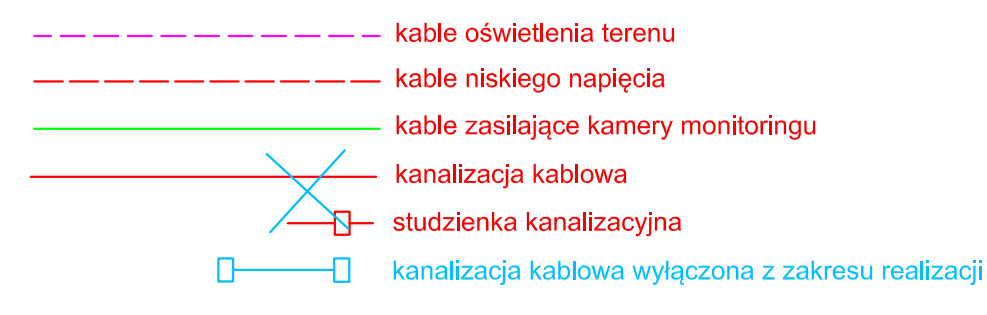 kable oświetlenia terenu
kable niskiego napięcia
kable zasilające kamery monitoringu
kanalizacja kablowa
studzienka kanalizacyjna
kanalizacja kablowa wyłączona z zakresu realizacji